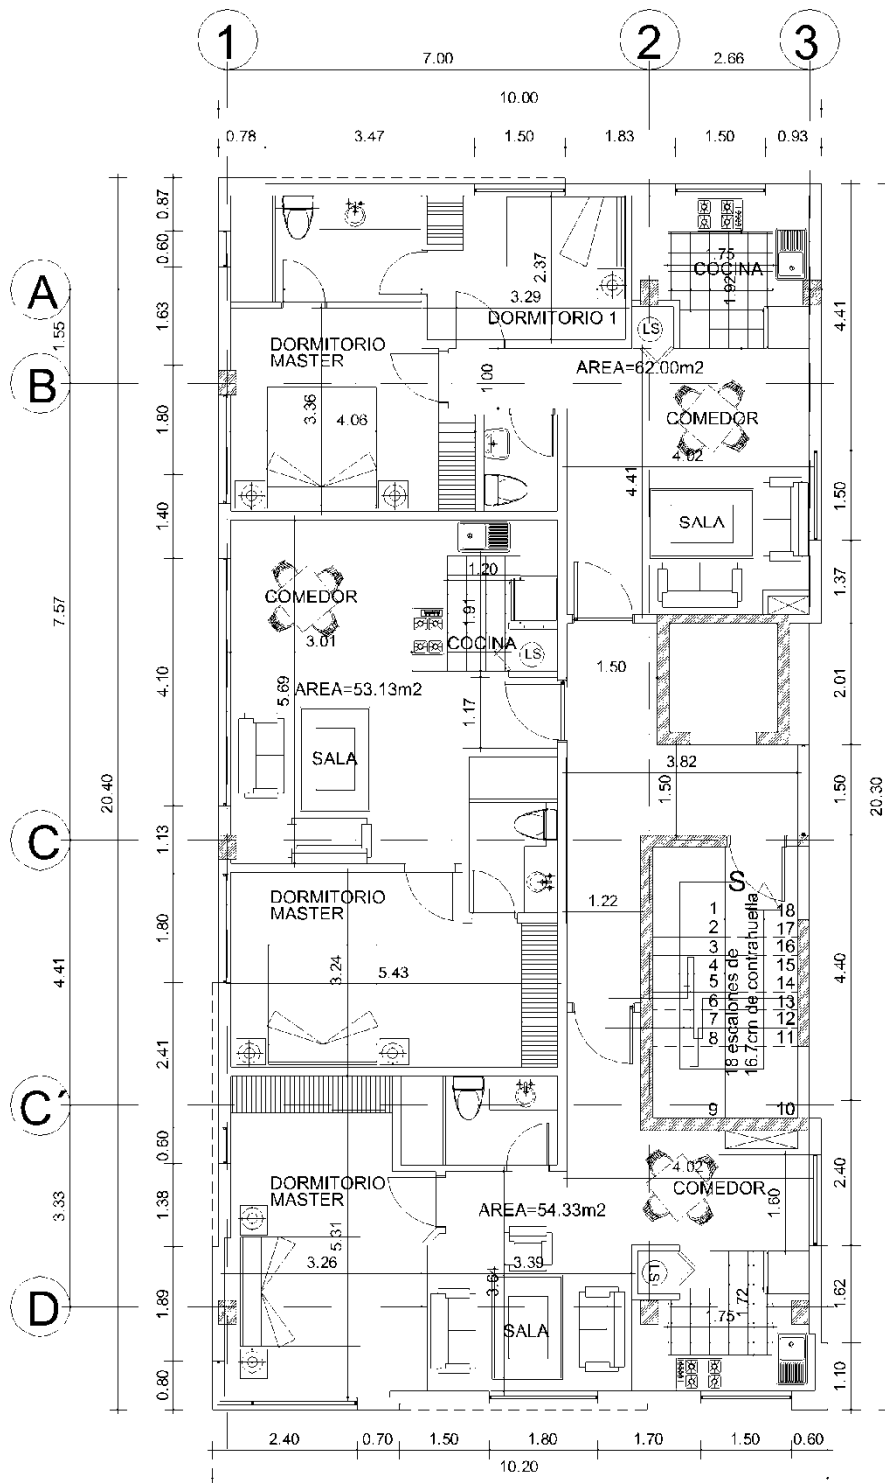 1
2
3
7.00
2.66
10.00
0.78
3.47
1.50
1.83
1.50
0.93
0.87
0.60
1.63
1.80
1.40
4.10
1.13
1.80
2.41
0.60
1.38
1.89
0.80
A
B
C
C´
D
1.55
7.57
4.41
3.33
20.40
2.37
3.29
DORMITORIO 1
1.75
COCINA
1.92
LS
DORMITORIO
MASTER
3.36
4.06
1.00
AREA=62.00m2
COMEDOR
4.02
4.41
SALA
COMEDOR
3.01
1.20
1.91
COCINA
LS
5.69
AREA=53.13m2
1.17
SALA
1.50
3.82
1.50
DORMITORIO
MASTER
3.24
5.43
1.22
S
1 18
2 17
3 16
4 15
5 14
6 13
7 12
8 11
9 10
18 escalones de
16.7cm de contrahuella
DORMITORIO
MASTER
5.31
3.26
AREA=54.33m2
3.39
3.64
SALA
4.02
COMEDOR
1.60
LS
1.72
.75
4.41
1.50
1.37
2.01
1.50
4.40
2.40
1.62
1.10
20.30
2.40
0.70
1.50
1.80
1.70
1.50
0.60
10.20